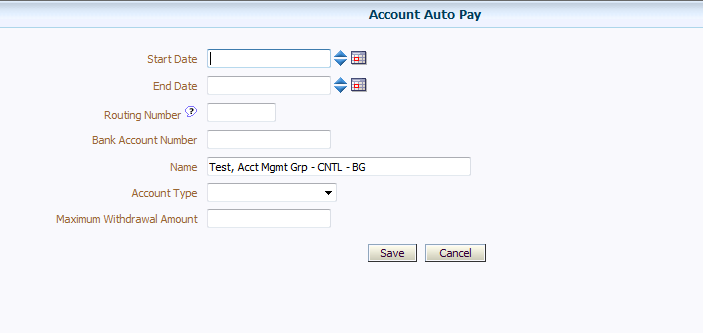 Account Auto Pay
Start Date
End Date
Routing Number ?
Bank Account Number
Name Test, Acct Mgmt Grp - CNTL - BG
Account Type
Maximum Withdrawal Amount
Save Cancel